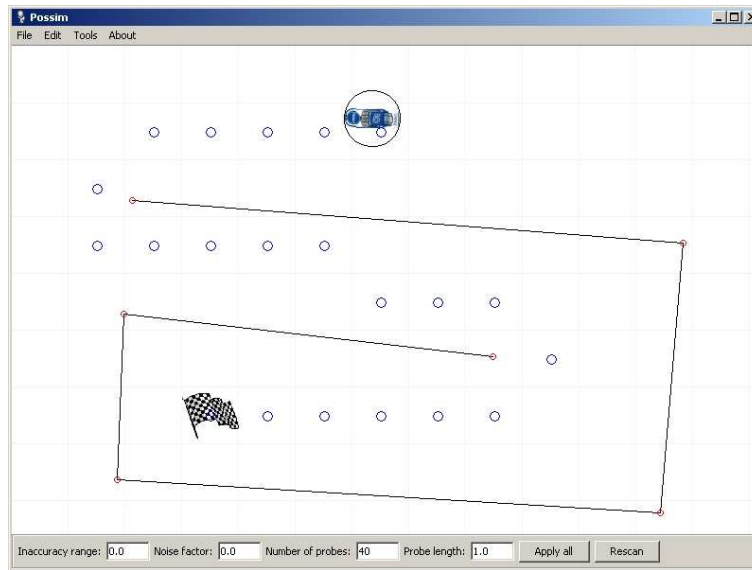 Possim
File Edit Tools About
Inaccuracy range: 0.0 Noise factor: 0.0 Number of probes: 40 Probe length: 1.0 Apply all Rescan